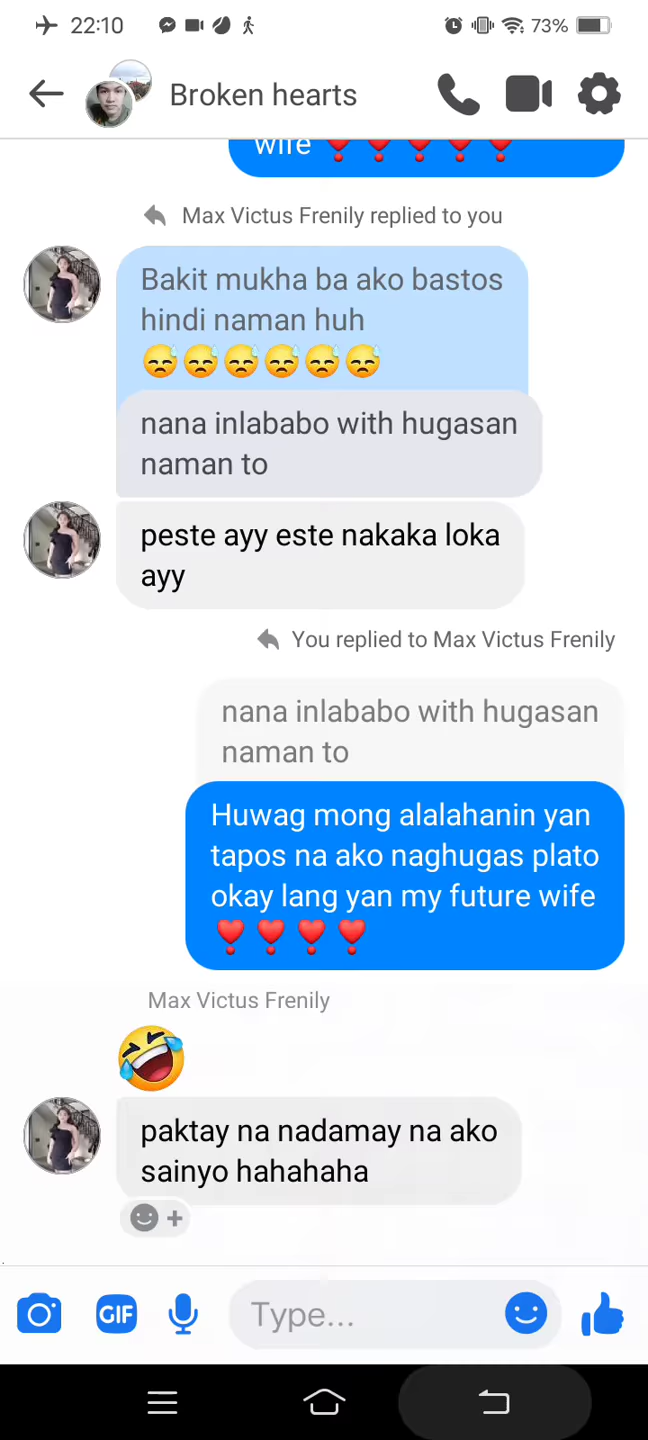 22:10
73%
Broken hearts
wife ❣❣❣❣❣
Max Victus Frenily replied to you
Bakit mukha ba ako bastos
hindi naman huh
😓😓😓😓😓😓
nana inlababo with hugasan
naman to
peste ayy este nakaka loka
ayy
You replied to Max Victus Frenily
nana inlababo with hugasan
naman to
Huwag mong alalahanin yan
tapos na ako naghugas plato
okay lang yan my future wife
❣❣❣❣
Max Victus Frenily
🤣
paktay na nadamay na ako
sainyo hahahaha
GIF
Type...